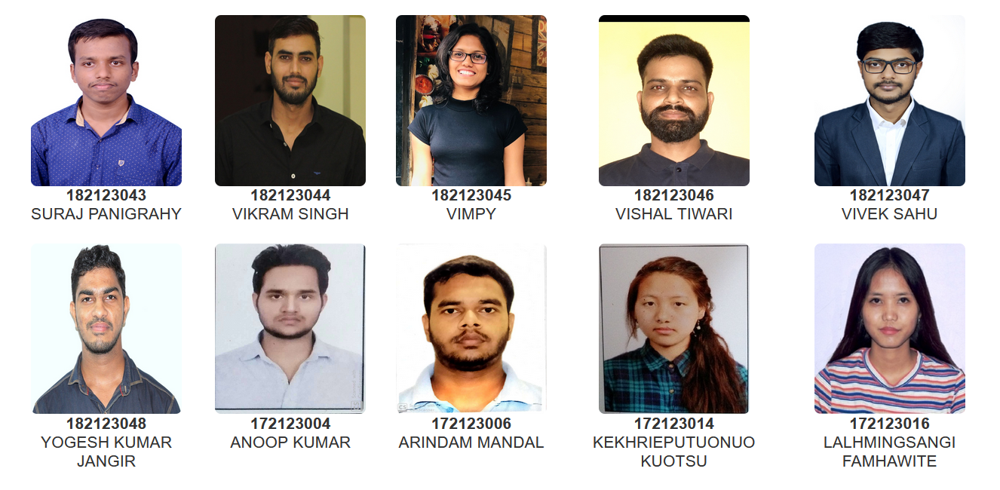 182123043
SURAJ PANIGRAHY
182123044
VIKRAM SINGH
182123045
VIMPY
182123046
VISHAL TIWARI
182123047
VIVEK SAHU
182123048
YOGESH KUMAR
JANGIR
172123004
ANOOP KUMAR
CS
172123006
ARINDAM MANDAL
172123014
KEKHRIEPUTUONUO
KUOTSU
172123016
LALHMINGSANGI
FAMHAWITE